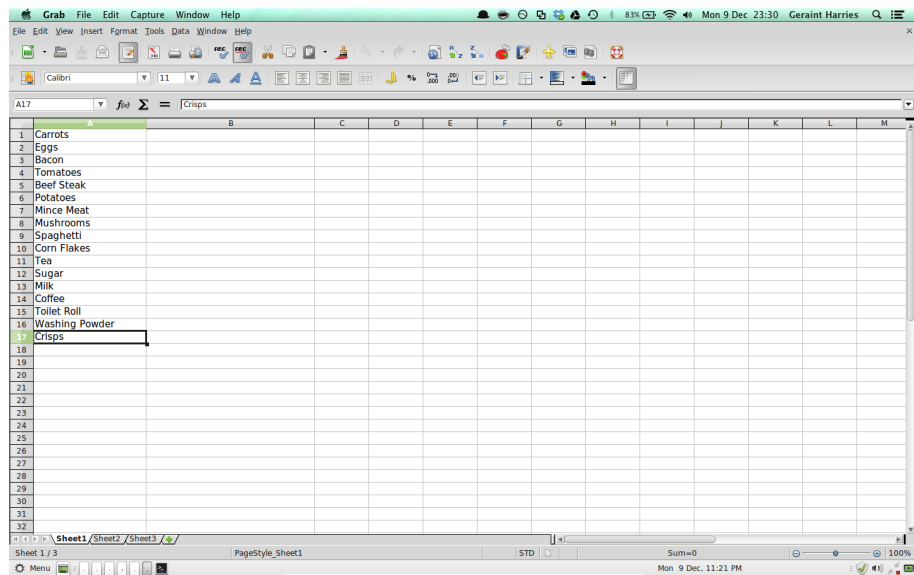 Grab File Edit Capture Window Help 83% Mon 9 Dec 23:30 Geraint Harries
File Edit View Insert Format Tools Data Window Help
Calibri 11
A17 f(x) Σ = Crisps
A B C D E F G H I J K L M
1 Carrots
2 Eggs
3 Bacon
4 Tomatoes
5 Beef Steak
6 Potatoes
7 Mince Meat
8 Mushrooms
9 Spaghetti
10 Corn Flakes
11 Tea
12 Sugar
13 Milk
14 Coffee
15 Toilet Roll
16 Washing Powder
17 Crisps
18
19
20
21
22
23
24
25
26
27
28
29
30
31
32
Sheet1 Sheet2 Sheet3
Sheet 1 / 3 PageStyle_Sheet1 STD Sum=0 100%
Menu Mon 9 Dec, 11:21 PM